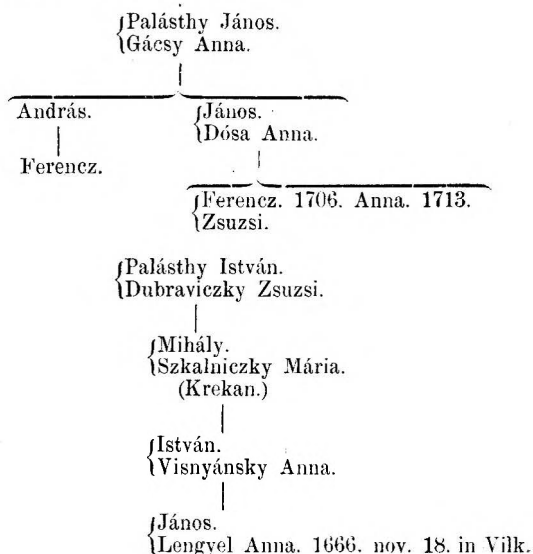 Palásthy János.
Gácsy Anna.
András. János.
Dósa Anna.
Ferencz.
Ferencz. 1706. Anna. 1713.
Zsuzsi.
Palásthy István.
Dubraviczky Zsuzsi.
Mihály.
Szkalniczky Mária.
(Krekan.)
István.
Visnyánsky Anna.
János.
Lengyel Anna. 1666. nov. 18. in Vilk.